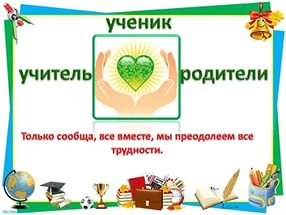 ученик
учитель родители
Только сообща, все вместе, мы преодолеем все
трудности.